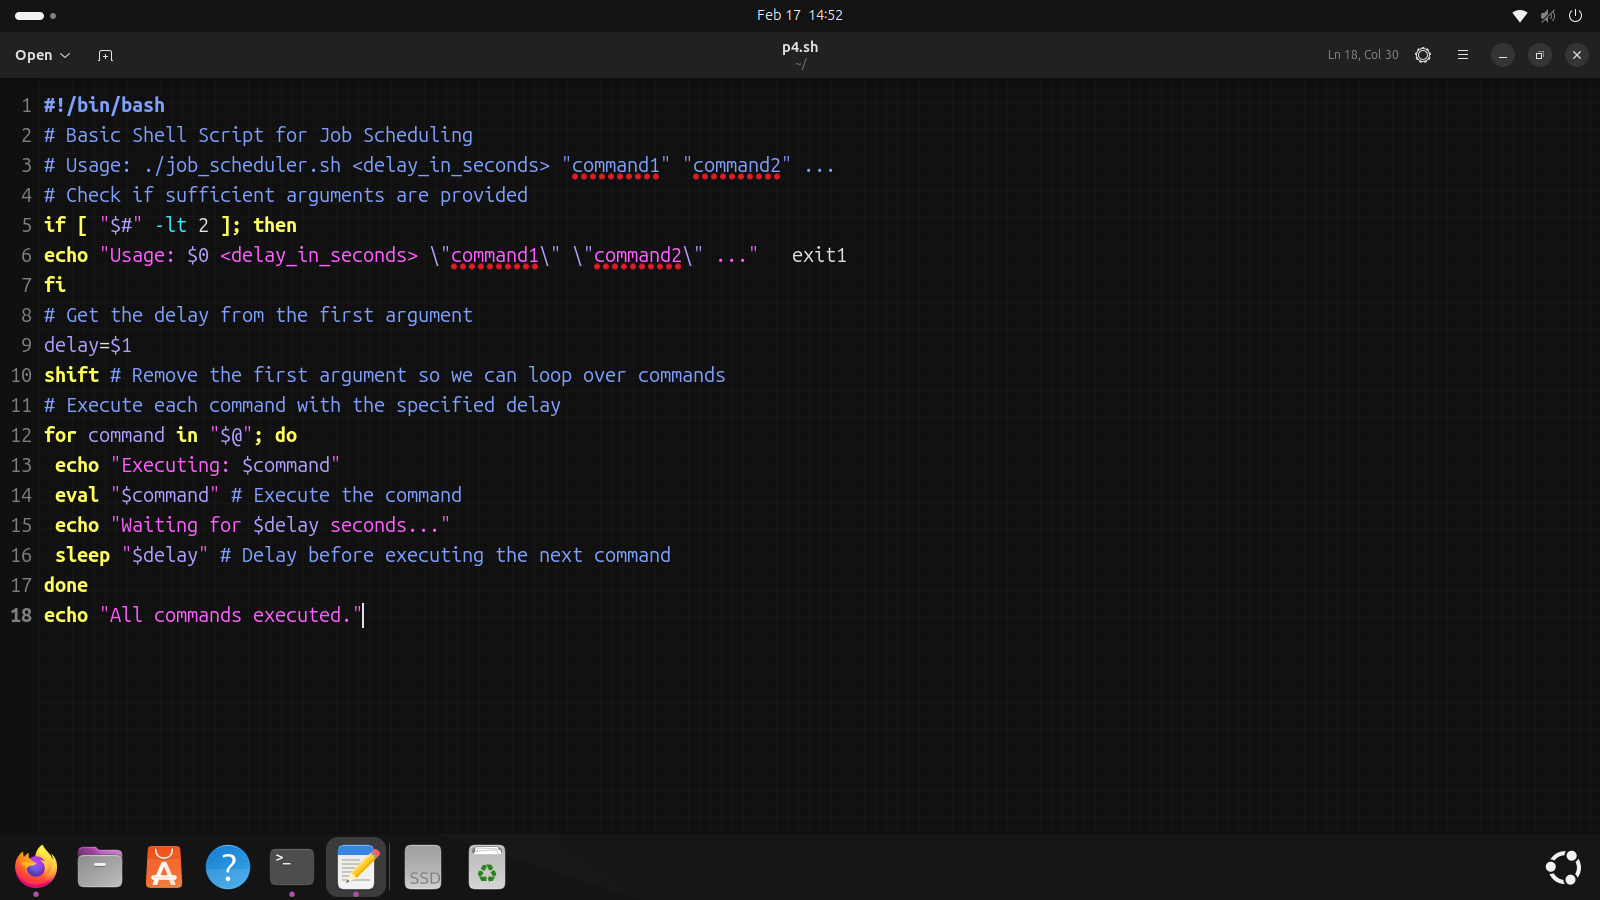 Feb 17 14:52
Open
p4.sh
~/
Ln 18, Col 30
1 #!/bin/bash
2 # Basic Shell Script for Job Scheduling
3 # Usage: ./job_scheduler.sh <delay_in_seconds> "command1" "command2" ...
4 # Check if sufficient arguments are provided
5 if [ "$#" -lt 2 ]; then
6 echo "Usage: $0 <delay_in_seconds> \"command1\" \"command2\" ..."   exit1
7 fi
8 # Get the delay from the first argument
9 delay=$1
10 shift # Remove the first argument so we can loop over commands
11 # Execute each command with the specified delay
12 for command in "$@"; do
13  echo "Executing: $command"
14  eval "$command" # Execute the command
15  echo "Waiting for $delay seconds..."
16  sleep "$delay" # Delay before executing the next command
17 done
18 echo "All commands executed."
>_
SSD